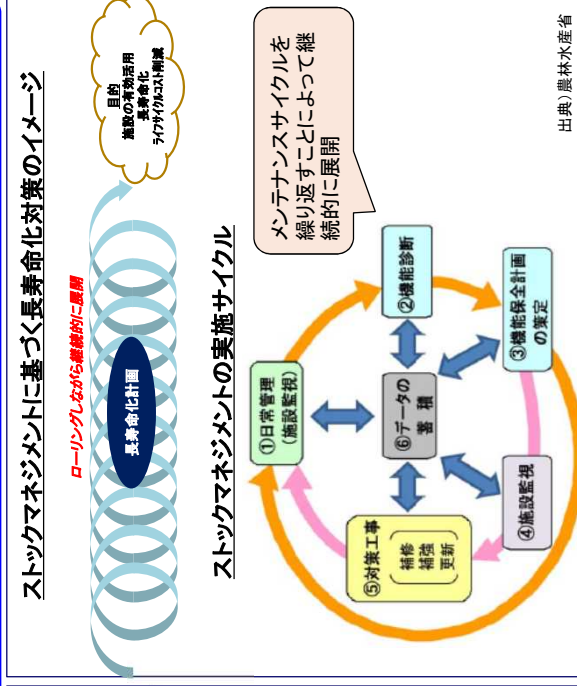 ストックマネジメントに基づく長寿命化対策のイメージ
ローリングしながら継続的に展開
長寿命化計画
目的
施設の有効活用
長寿命化
ライフサイクルコスト削減
ストックマネジメントの実施サイクル
メンテナンスサイクルを
繰り返すことによって継
続的に展開
①日常管理
(施設監視)
②機能診断
③機能保全計画
の策定
④施設監視
⑤対策工事
補修
補強
更新
⑥データの
蓄積
出典)農林水産省